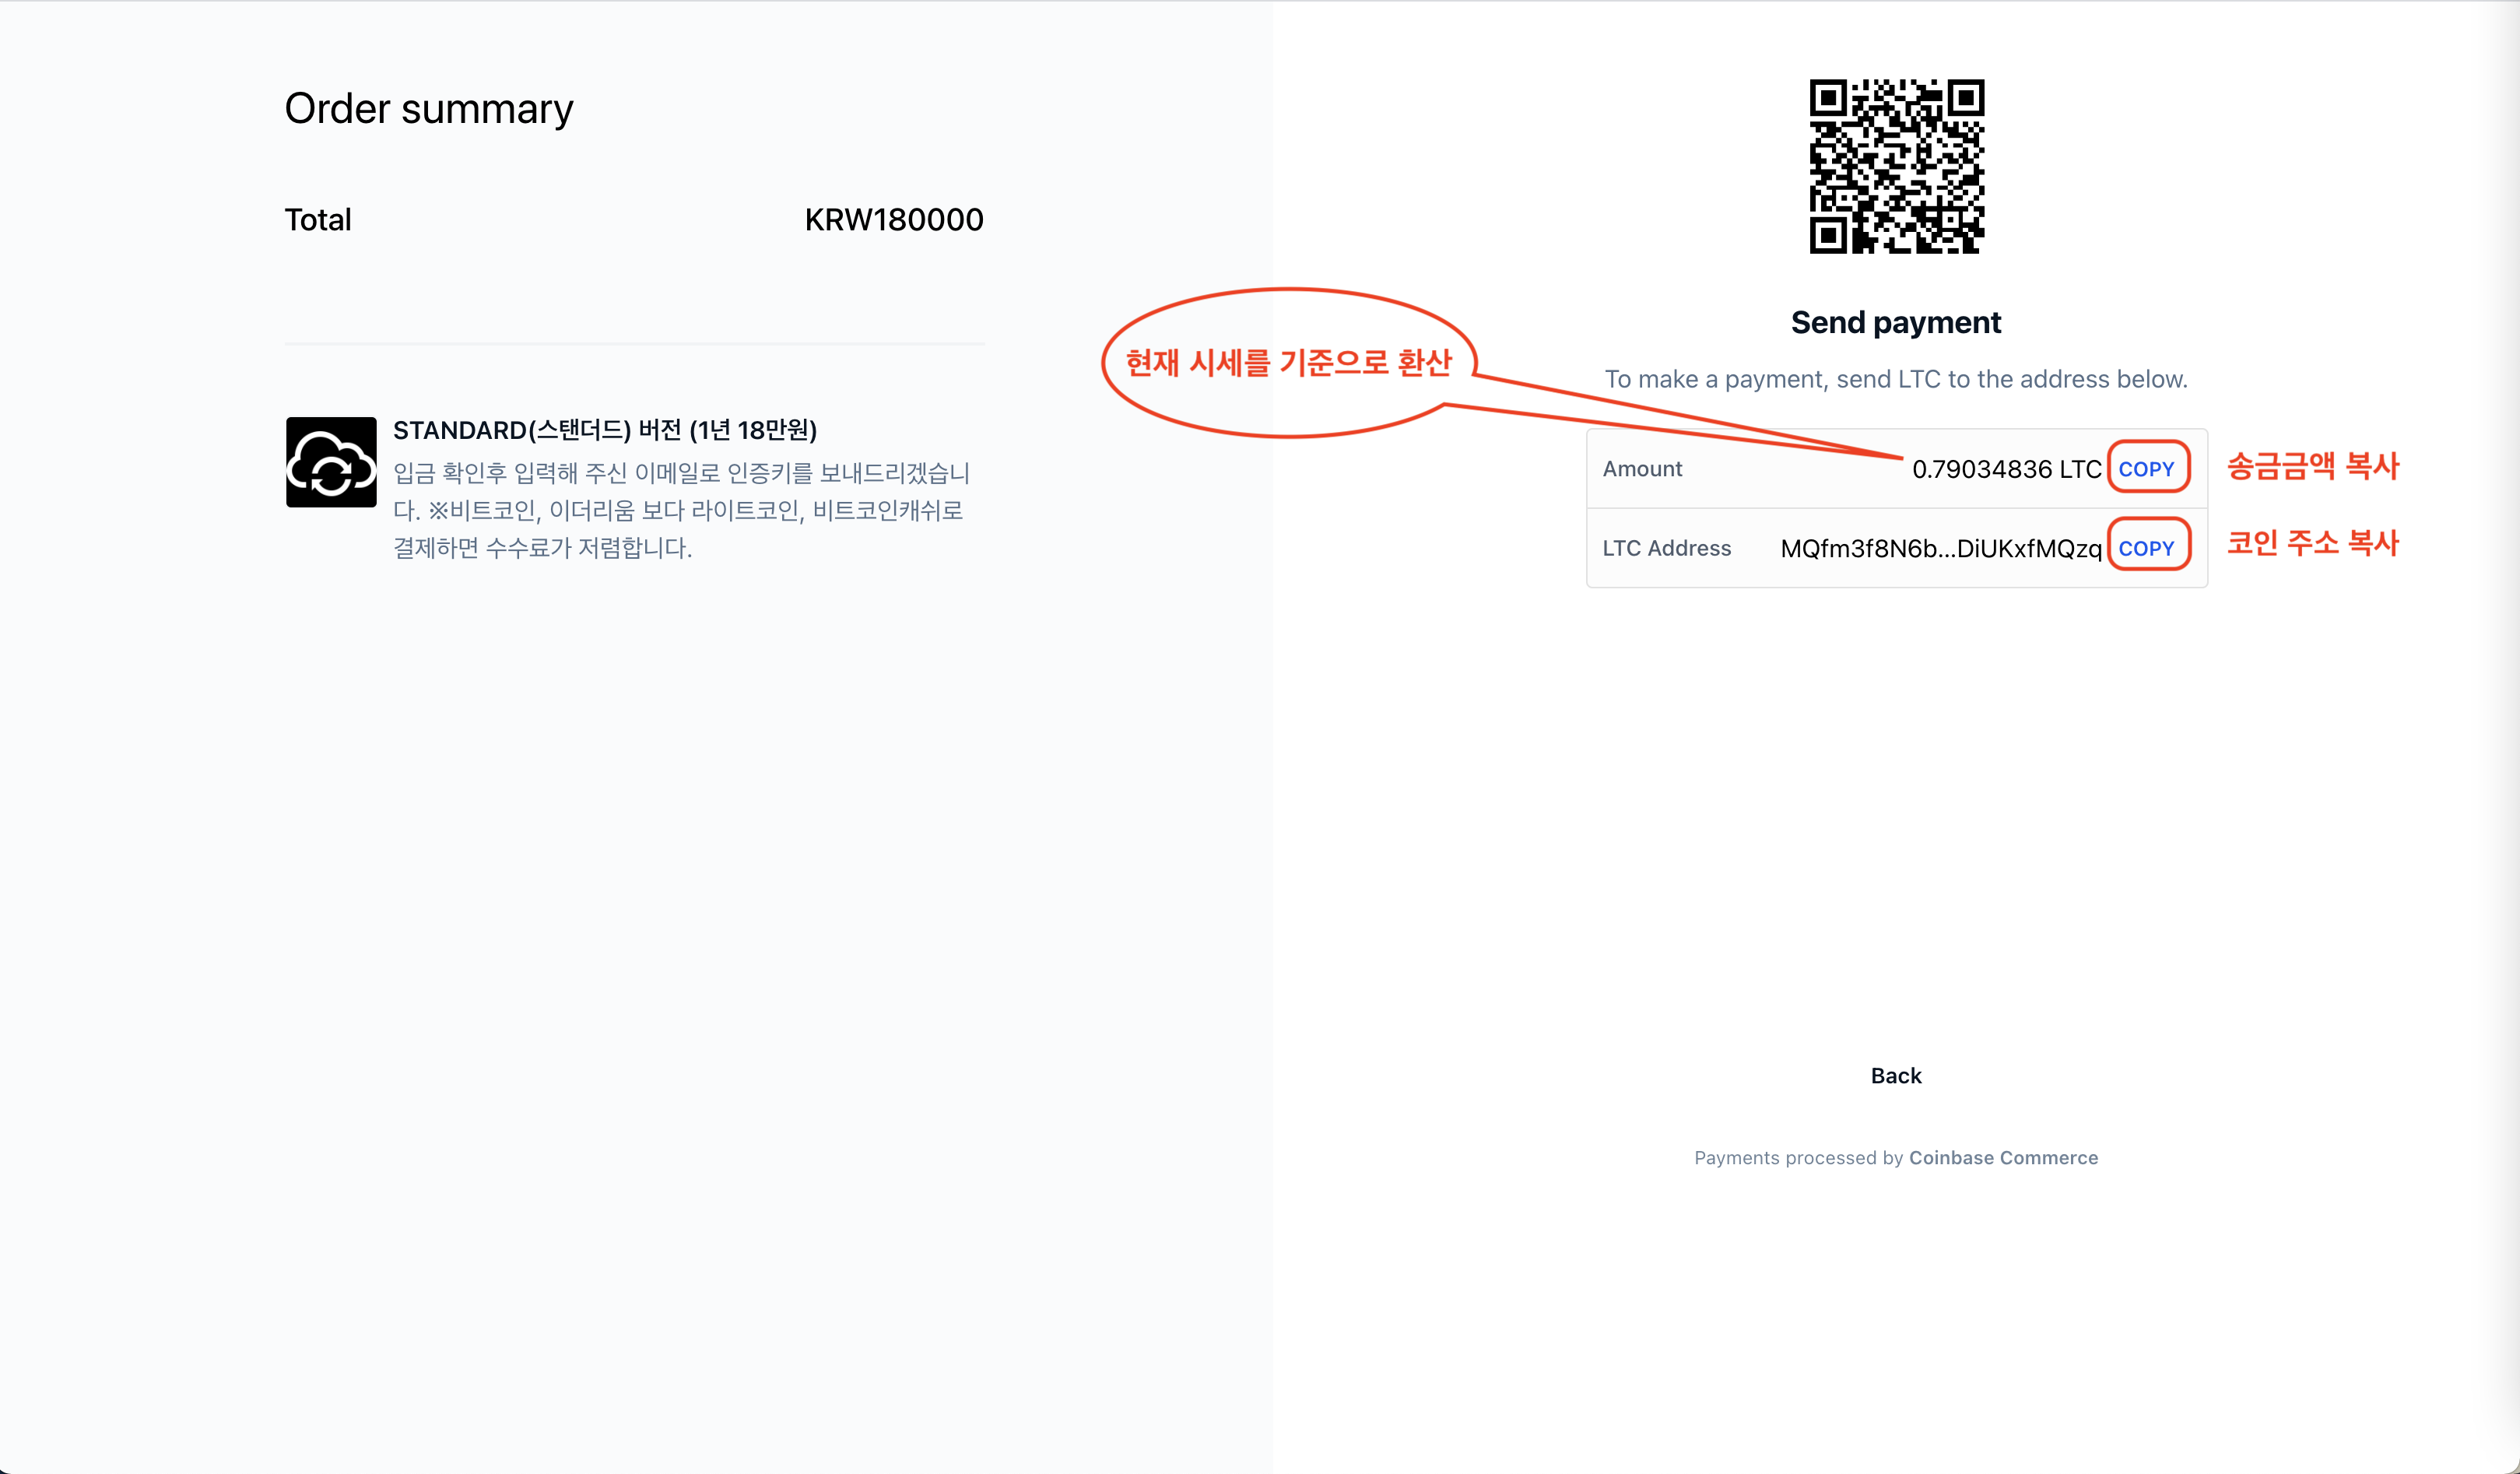 Order summary
Total KRW180000
STANDARD(스탠더드) 버전 (1년 18만원)
입금 확인후 입력해 주신 이메일로 인증키를 보내드리겠습니
다. ※비트코인, 이더리움 보다 라이트코인, 비트코인캐쉬로
결제하면 수수료가 저렴합니다.
현재 시세를 기준으로 환산
Send payment
To make a payment, send LTC to the address below.
Amount 0.79034836 LTC COPY 송금금액 복사
LTC Address MQfm3f8N6b...DiUKxfMQzq COPY 코인 주소 복사
Back
Payments processed by Coinbase Commerce